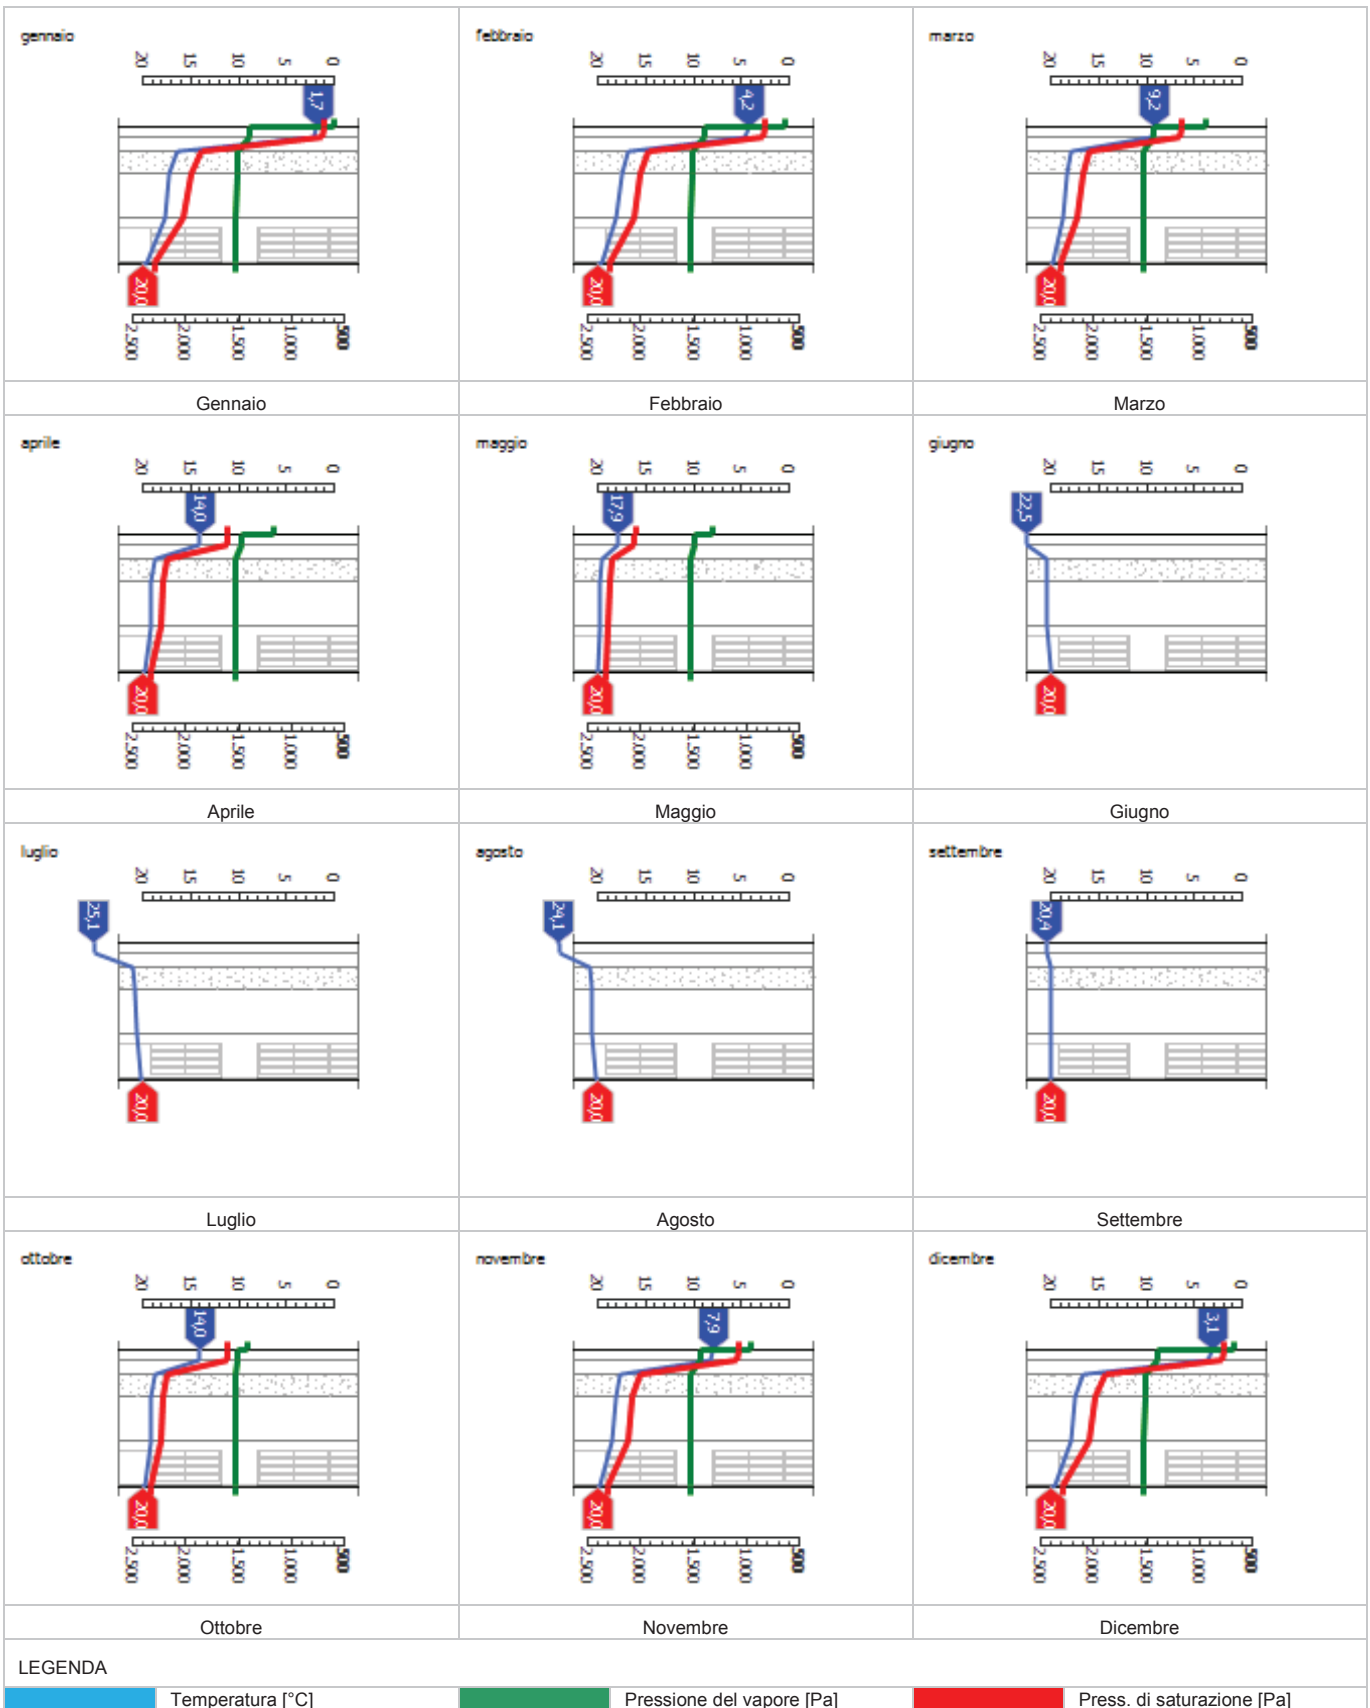 gennaio
20 15 10 5 0
1,7
20,0
2.500 2.000 1.500 1.000 500
Gennaio
febbraio
20 15 10 5 0
4,2
20,0
2.500 2.000 1.500 1.000 500
Febbraio
marzo
20 15 10 5 0
9,2
20,0
2.500 2.000 1.500 1.000 500
Marzo
aprile
20 15 10 5 0
14,0
20,0
2.500 2.000 1.500 1.000 500
Aprile
maggio
20 15 10 5 0
17,9
20,0
2.500 2.000 1.500 1.000 500
Maggio
giugno
20 15 10 5 0
22,5
20,0
Giugno
luglio
20 15 10 5 0
25,1
20,0
Luglio
agosto
20 15 10 5 0
24,1
20,0
Agosto
settembre
20 15 10 5 0
20,4
20,0
Settembre
ottobre
20 15 10 5 0
14,0
20,0
2.500 2.000 1.500 1.000 500
Ottobre
novembre
20 15 10 5 0
7,9
20,0
2.500 2.000 1.500 1.000 500
Novembre
dicembre
20 15 10 5 0
3,1
20,0
2.500 2.000 1.500 1.000 500
Dicembre
LEGENDA
Temperatura [°C]
Pressione del vapore [Pa]
Press. di saturazione [Pa]